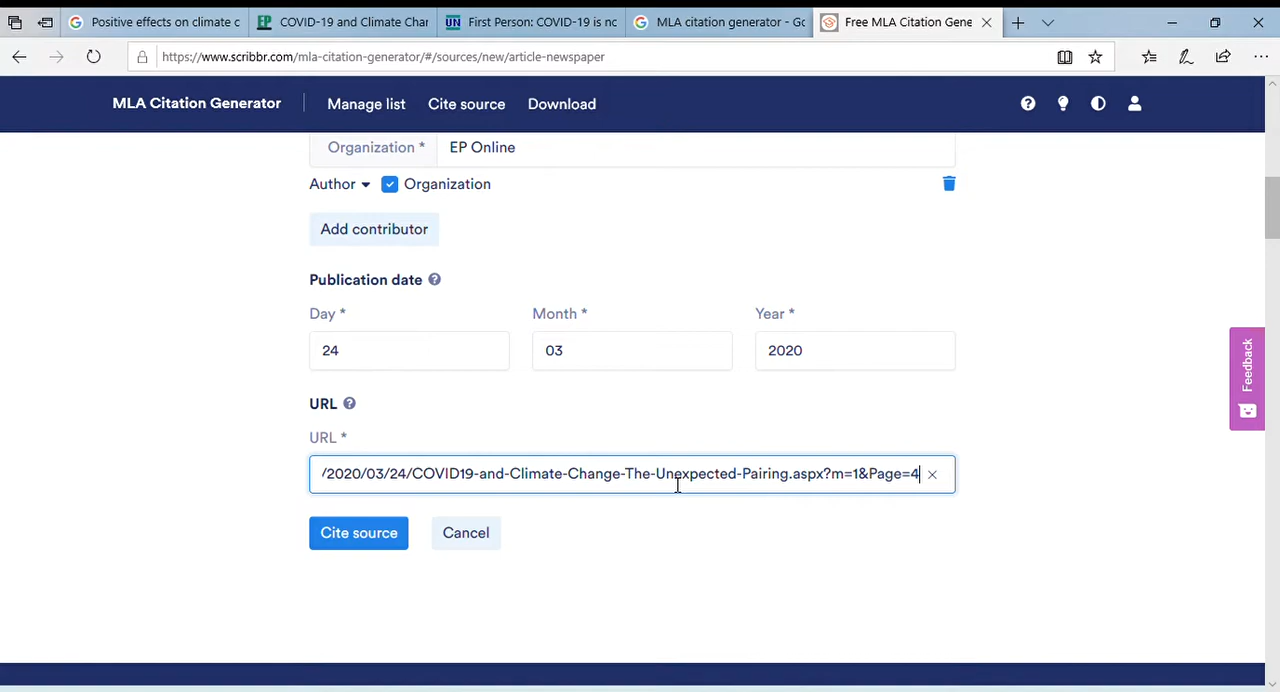 Positive effects on climate c
COVID-19 and Climate Char
First Person: COVID-19 is nc
MLA citation generator - Go
Free MLA Citation Gene
https://www.scribbr.com/mla-citation-generator/#/sources/new/article-newspaper
MLA Citation Generator
Manage list
Cite source
Download
Organization *
EP Online
Author
Organization
Add contributor
Publication date
Day *
Month *
Year *
24
03
2020
URL
URL *
/2020/03/24/COVID19-and-Climate-Change-The-Unexpected-Pairing.aspx?m=1&Page=4
Cite source
Cancel
Feedback